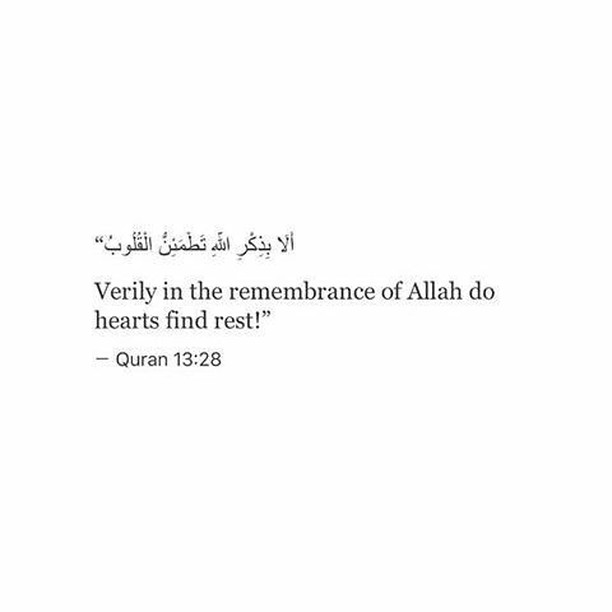 “أَلَا بِذِكْرِ اللَّهِ تَطْمَئِنُّ الْقُلُوبُ
Verily in the remembrance of Allah do
hearts find rest!”
— Quran 13:28